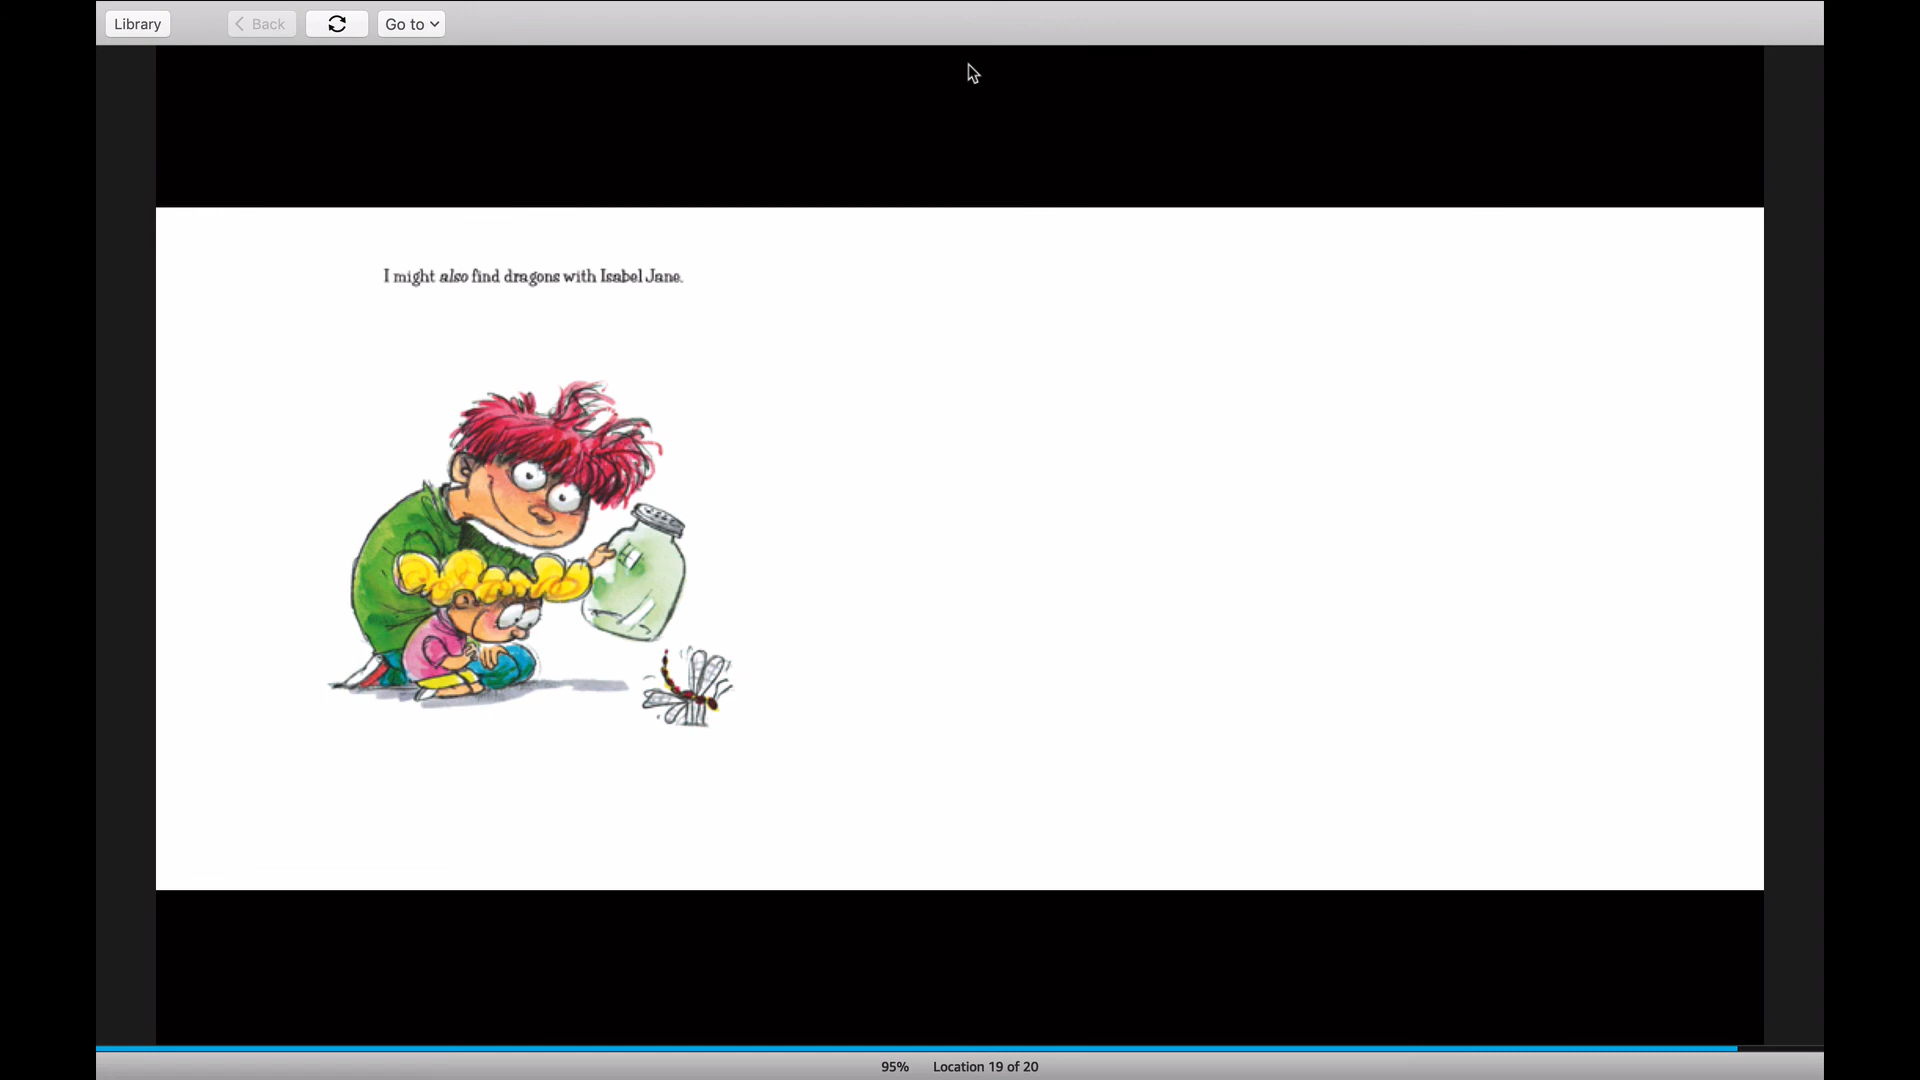 Library
Back
Go to
I might also find dragons with Isabel Jane.
95% Location 19 of 20